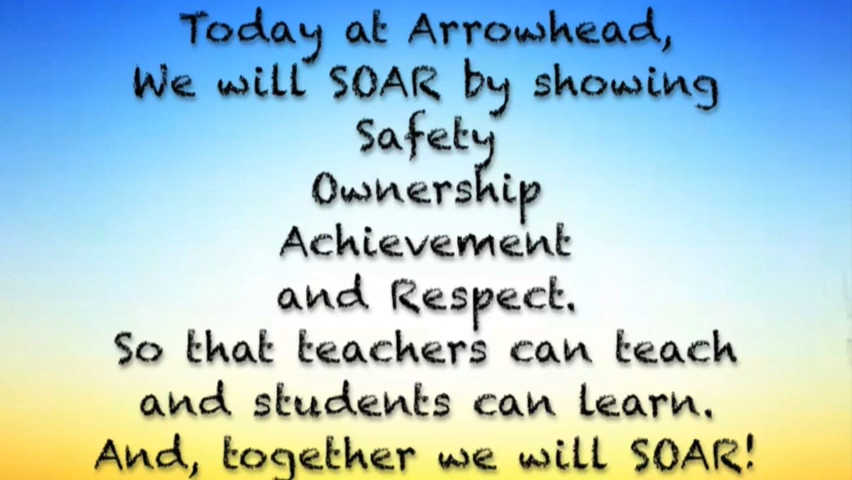 Today at Arrowhead,
We will SOAR by showing
Safety
Ownership
Achievement
and Respect.
So that teachers can teach
and students can learn.
And, together we will SOAR!